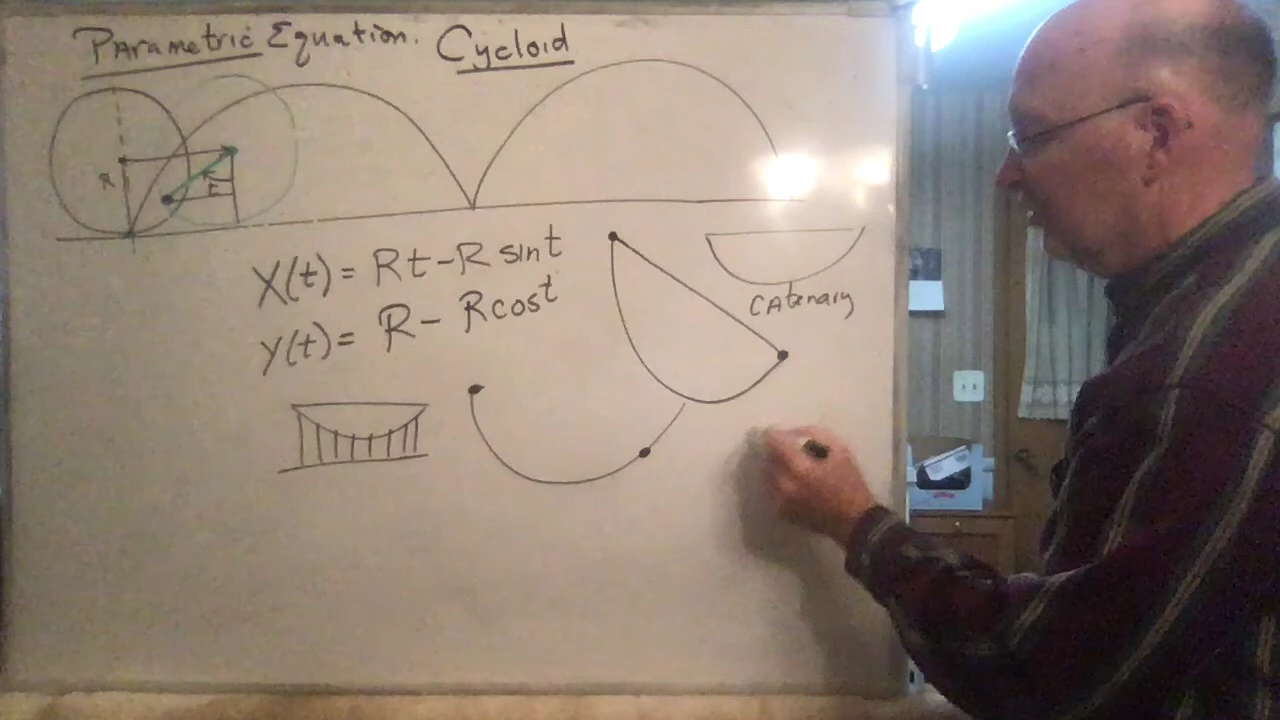 Parametric Equation. Cycloid
R
t
X(t) = Rt - R sin t
y(t) = R - R cos t
Catenary